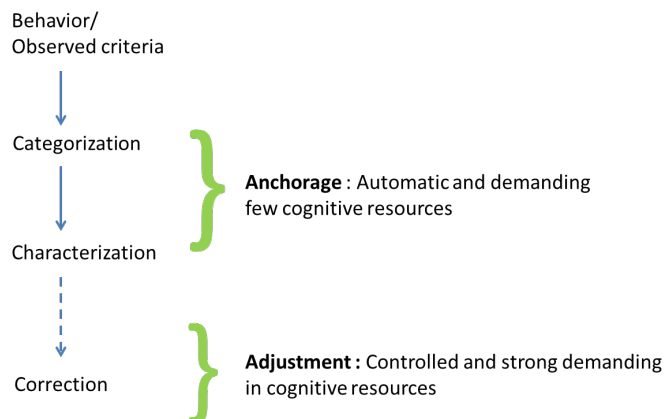 Behavior/
Observed criteria
Categorization
Anchorage : Automatic and demanding
few cognitive resources
Characterization
Adjustment : Controlled and strong demanding
in cognitive resources
Correction